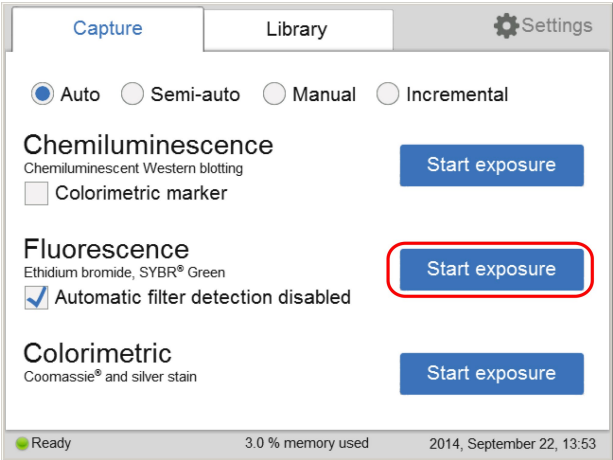 Capture Library Settings
Auto Semi-auto Manual Incremental
Chemiluminescence
Chemiluminescent Western blotting
Start exposure
Colorimetric marker
Fluorescence
Ethidium bromide, SYBR® Green
Start exposure
Automatic filter detection disabled
Colorimetric
Coomassie® and silver stain
Start exposure
Ready 3.0 % memory used 2014, September 22, 13:53